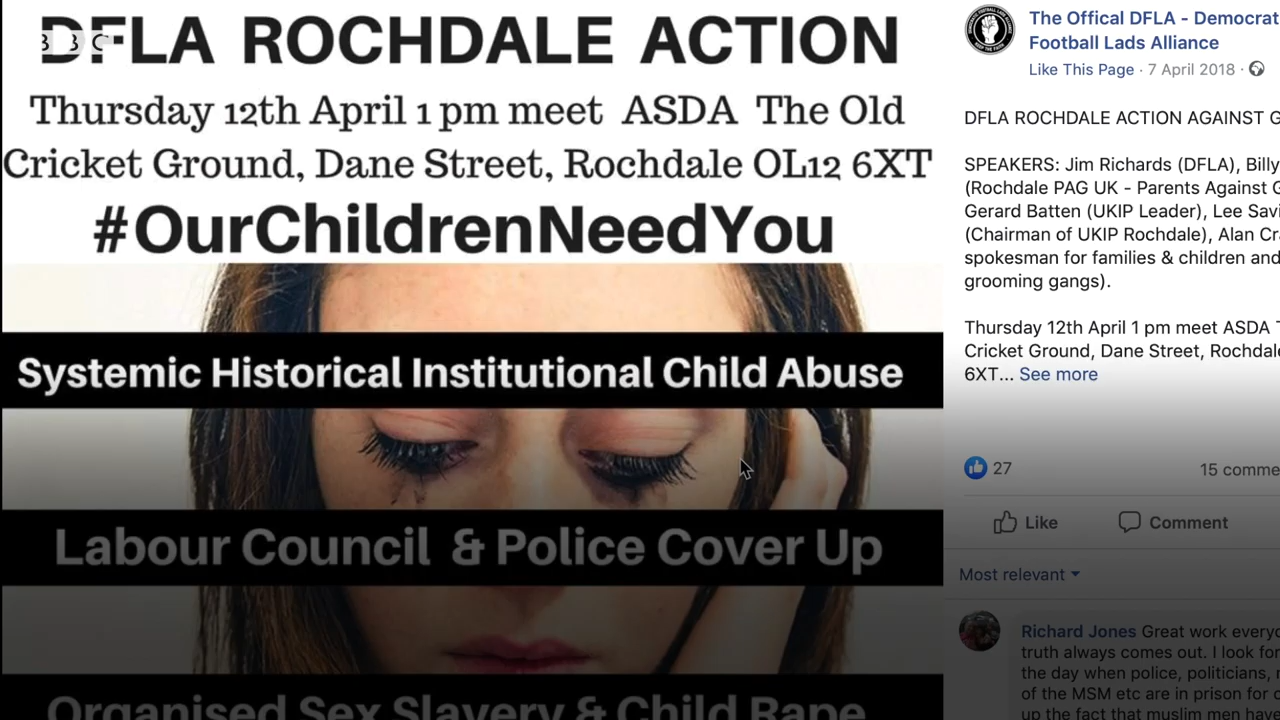 BBC
DFLA ROCHDALE ACTION
Thursday 12th April 1 pm meet ASDA The Old
Cricket Ground, Dane Street, Rochdale OL12 6XT
#OurChildrenNeedYou
Systemic Historical Institutional Child Abuse
Labour Council & Police Cover Up
Organised Sex Slavery & Child Rape
The Offical DFLA - Democrat
Football Lads Alliance
Like This Page · 7 April 2018 ·
DFLA ROCHDALE ACTION AGAINST G
SPEAKERS: Jim Richards (DFLA), Billy
(Rochdale PAG UK - Parents Against G
Gerard Batten (UKIP Leader), Lee Savi
(Chairman of UKIP Rochdale), Alan Cr
spokesman for families & children and
grooming gangs).
Thursday 12th April 1 pm meet ASDA T
Cricket Ground, Dane Street, Rochdale
6XT... See more
27
15 comme
Like
Comment
Most relevant
Richard Jones Great work everyo
truth always comes out. I look for
the day when police, politicians,
of the MSM etc are in prison for
up the fact that muslim men have